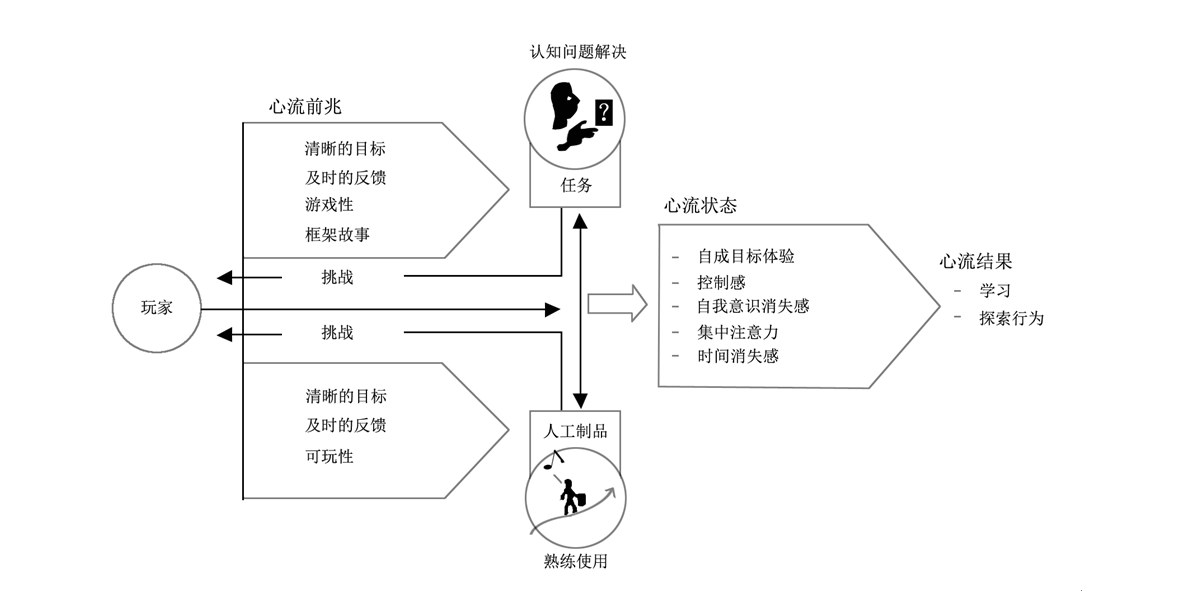 认知问题解决
?
任务
心流前兆
清晰的目标
及时的反馈
游戏性
框架故事
挑战
玩家
挑战
清晰的目标
及时的反馈
可玩性
人工制品
熟练使用
心流状态
- 自成目标体验
- 控制感
- 自我意识消失感
- 集中注意力
- 时间消失感
心流结果
- 学习
- 探索行为